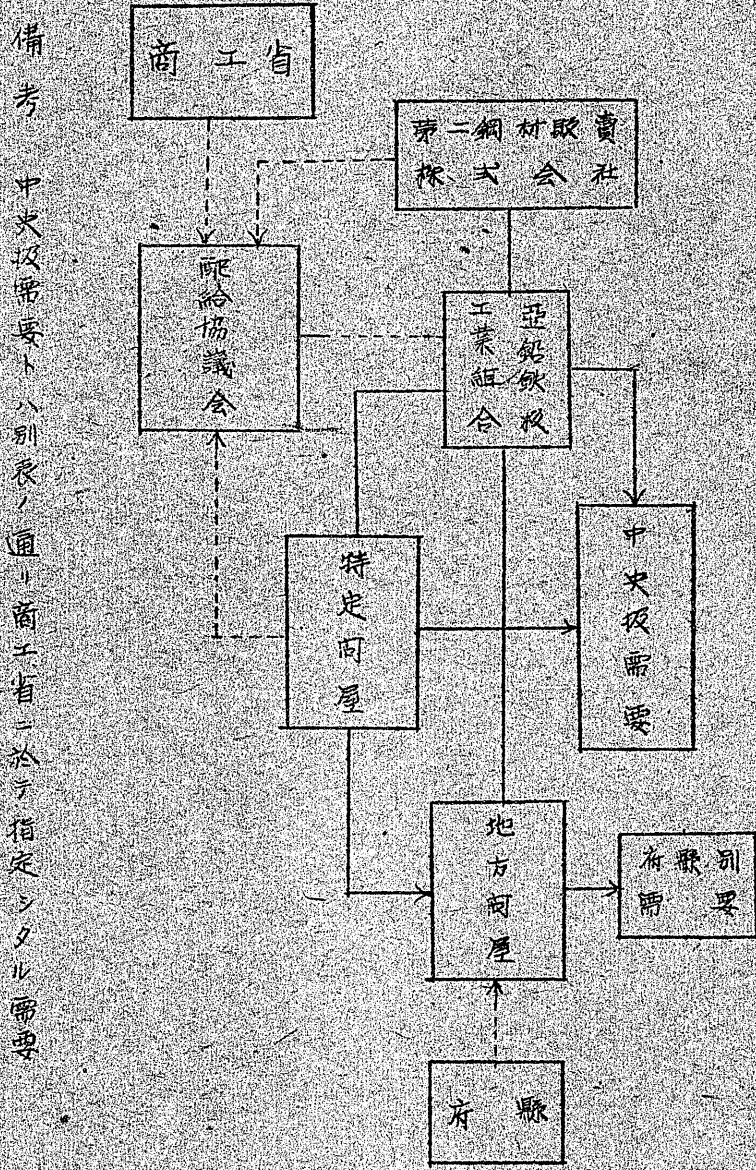 商工省
第二鋼材販賣
株式会社
配給協議会
亞鉛鉄板
工業組合
特定問屋
中央扱需要
地方問屋
府縣別
需要
府縣
備考 中央扱需要トハ別表ノ通リ商工省ニ於テ指定シタル需要